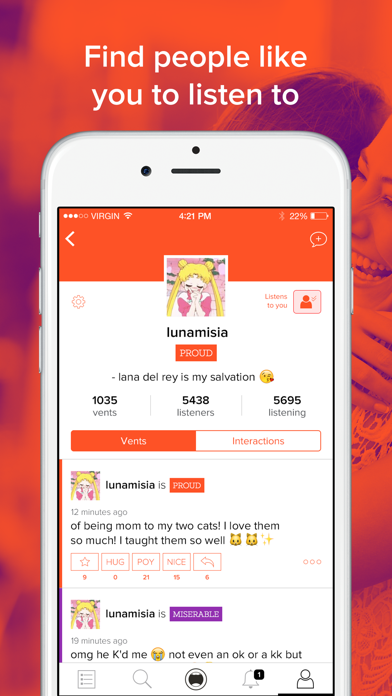 Find people like
you to listen to
VIRGIN 4:21 PM 22%
Listens
to you
lunamisia
PROUD
- lana del rey is my salvation 😘
1035 5438 5695
vents listeners listening
Vents Interactions
lunamisia is PROUD
12 minutes ago
of being mom to my two cats! I love them
so much! I taught them so well 😺 😺 ✨
HUG POY NICE
9 0 21 15 6
lunamisia is MISERABLE
19 minutes ago
omg he K'd me 😭 not even an ok or a kk but
1